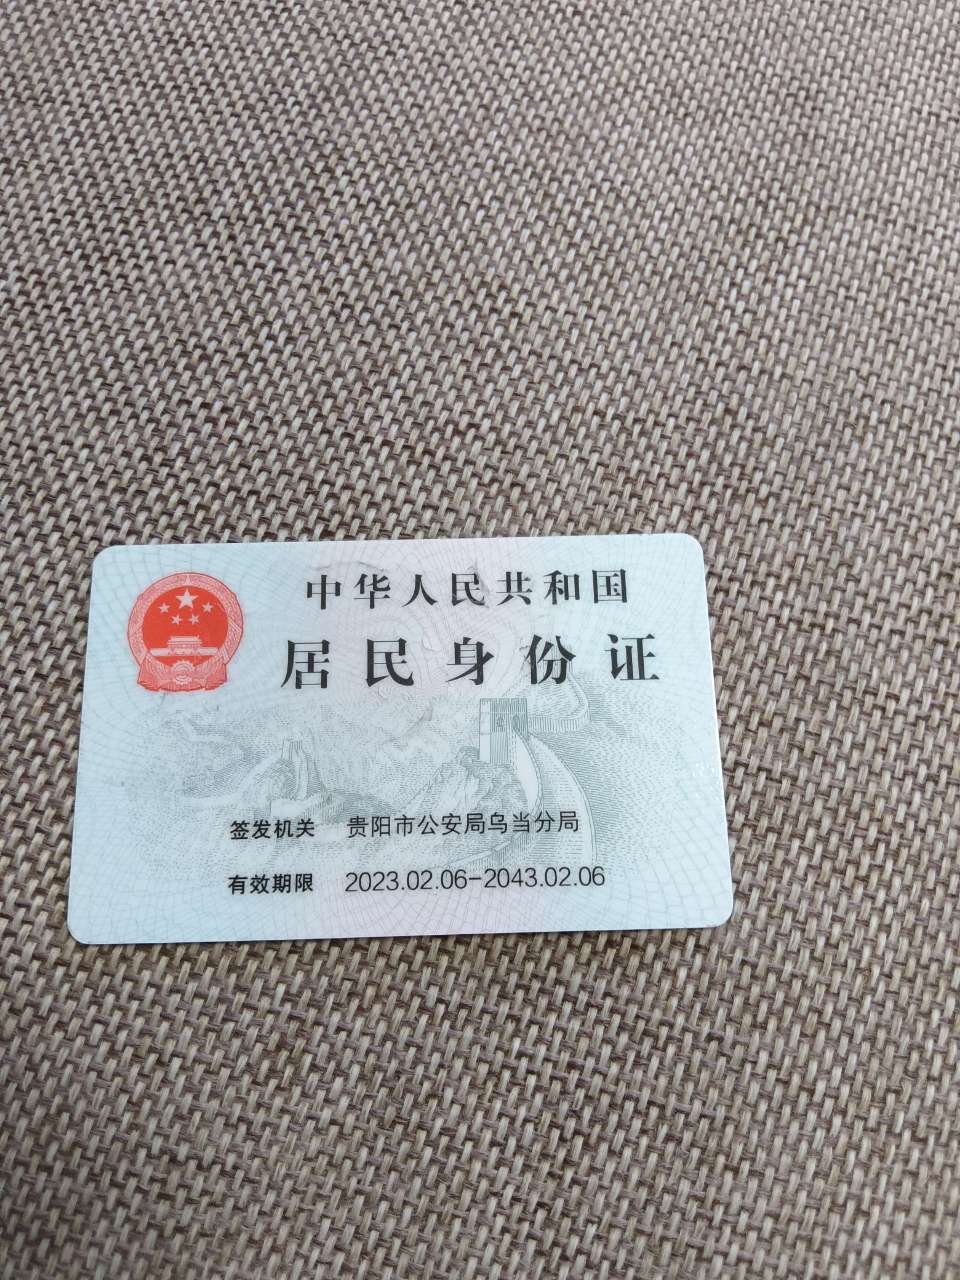 中华人民共和国
居民身份证
签发机关 贵阳市公安局乌当分局
有效期限 2023.02.06-2043.02.06